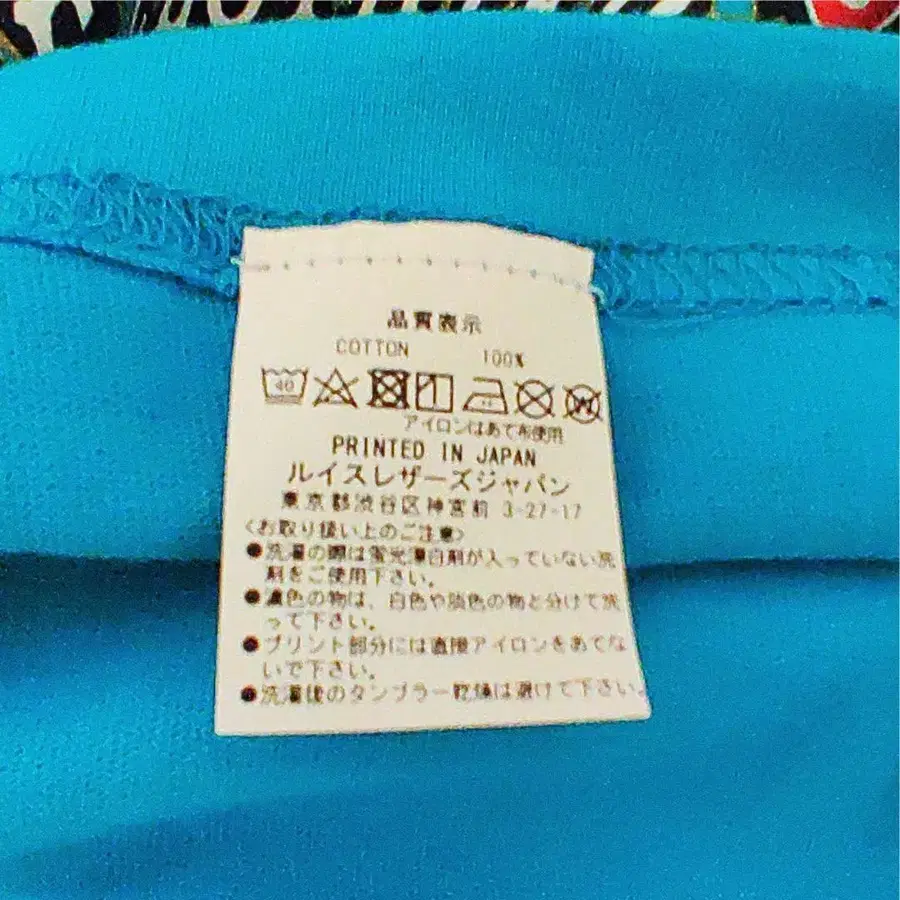 品質表示
COTTON 100%
40
アイロンはあて布使用
PRINTED IN JAPAN
ルイスレザーズジャパン
東京都渋谷区神宮前 3-27-17
〈お取り扱い上のご注意〉
●洗濯の際は蛍光漂白剤が入っていない洗
剤をご使用下さい。
●濃色の物は、白色や淡色の物と分けて洗
って下さい。
●プリント部分には直接アイロンをあてな
いで下さい。
●洗濯後のタンブラー乾燥は避けて下さい。